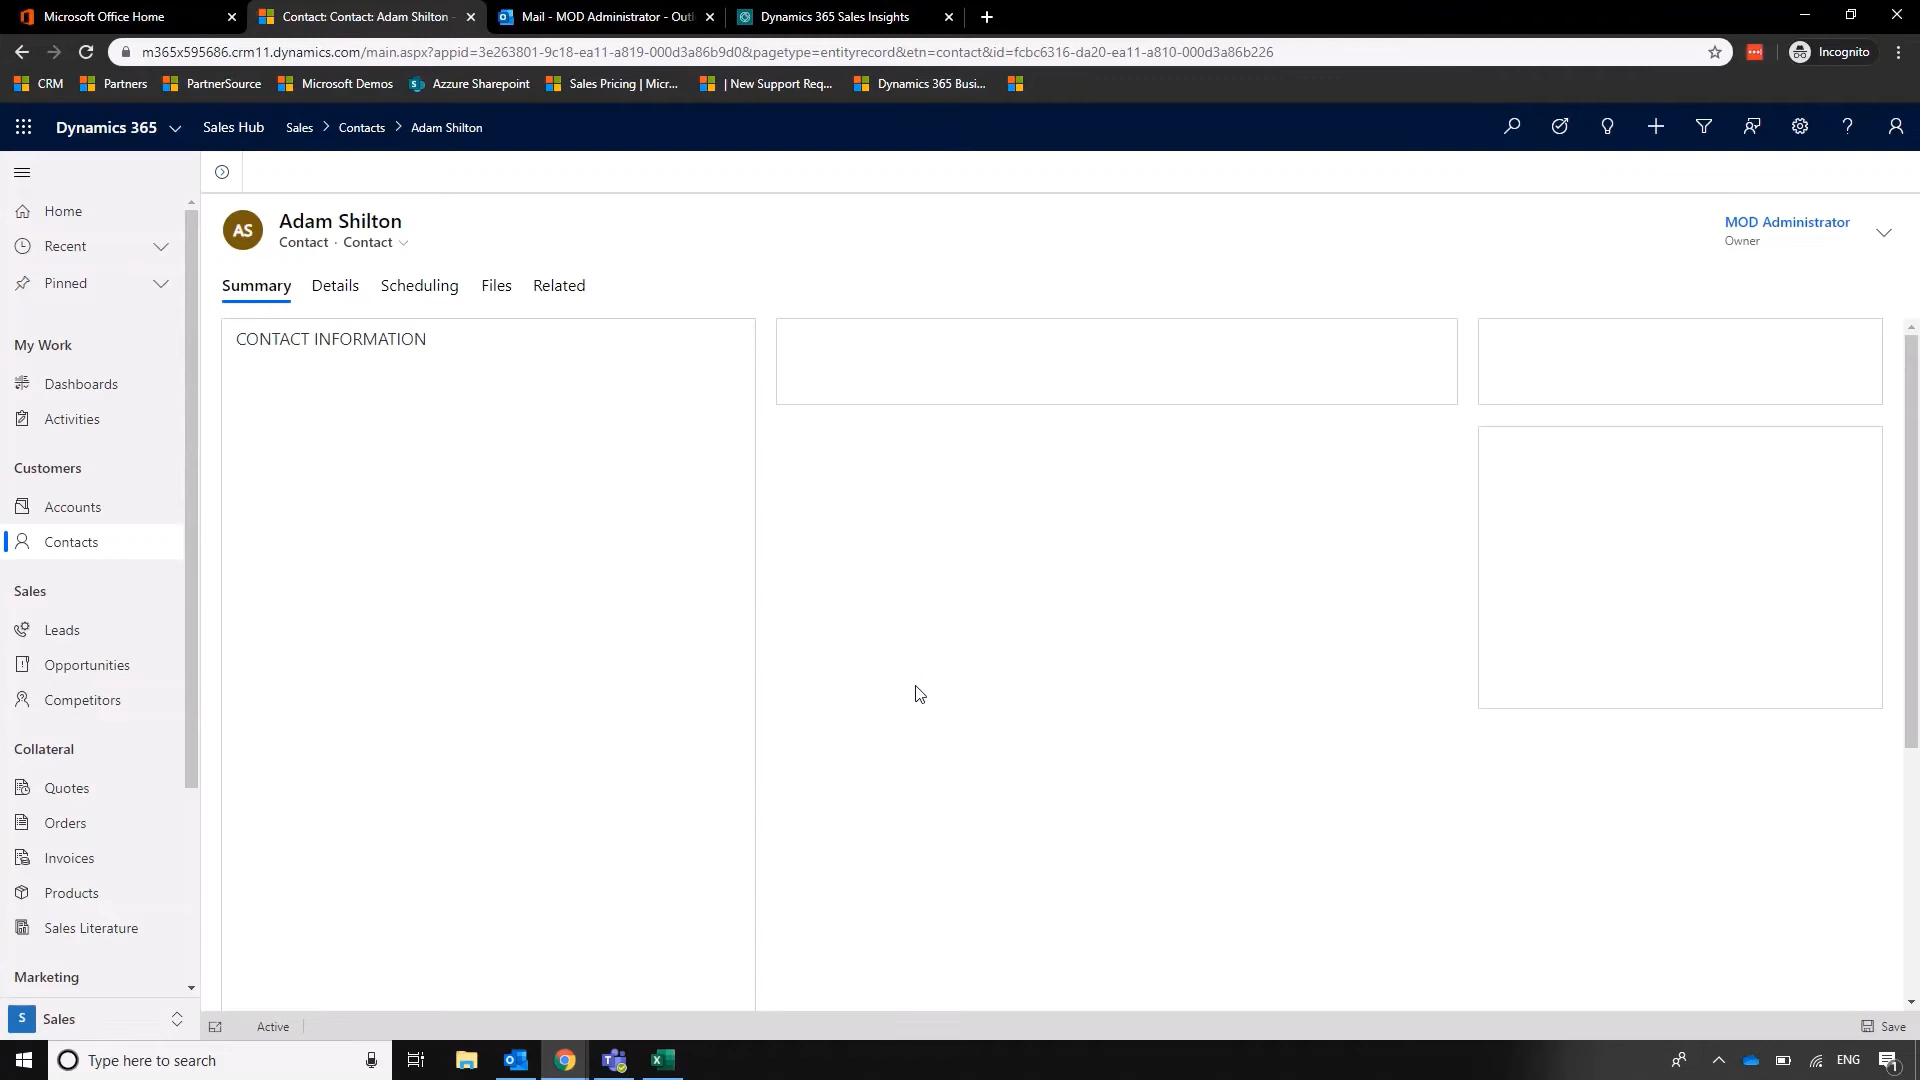 Microsoft Office Home
Contact: Contact: Adam Shilton -
Mail - MOD Administrator - Outl
Dynamics 365 Sales Insights
m365x595686.crm11.dynamics.com/main.aspx?appid=3e263801-9c18-ea11-a819-000d3a86b9d0&pagetype=entityrecord&etn=contact&id=fcbc6316-da20-ea11-a810-000d3a86b226
Incognito
CRM
Partners
PartnerSource
Microsoft Demos
Azzure Sharepoint
Sales Pricing | Micr...
| New Support Req...
Dynamics 365 Busi...
Dynamics 365
Sales Hub
Sales > Contacts > Adam Shilton
Home
Recent
Pinned
My Work
Dashboards
Activities
Customers
Accounts
Contacts
Sales
Leads
Opportunities
Competitors
Collateral
Quotes
Orders
Invoices
Products
Sales Literature
Marketing
S Sales
AS
Adam Shilton
Contact · Contact
MOD Administrator
Owner
Summary
Details
Scheduling
Files
Related
CONTACT INFORMATION
Active
Save
Type here to search
ENG
1